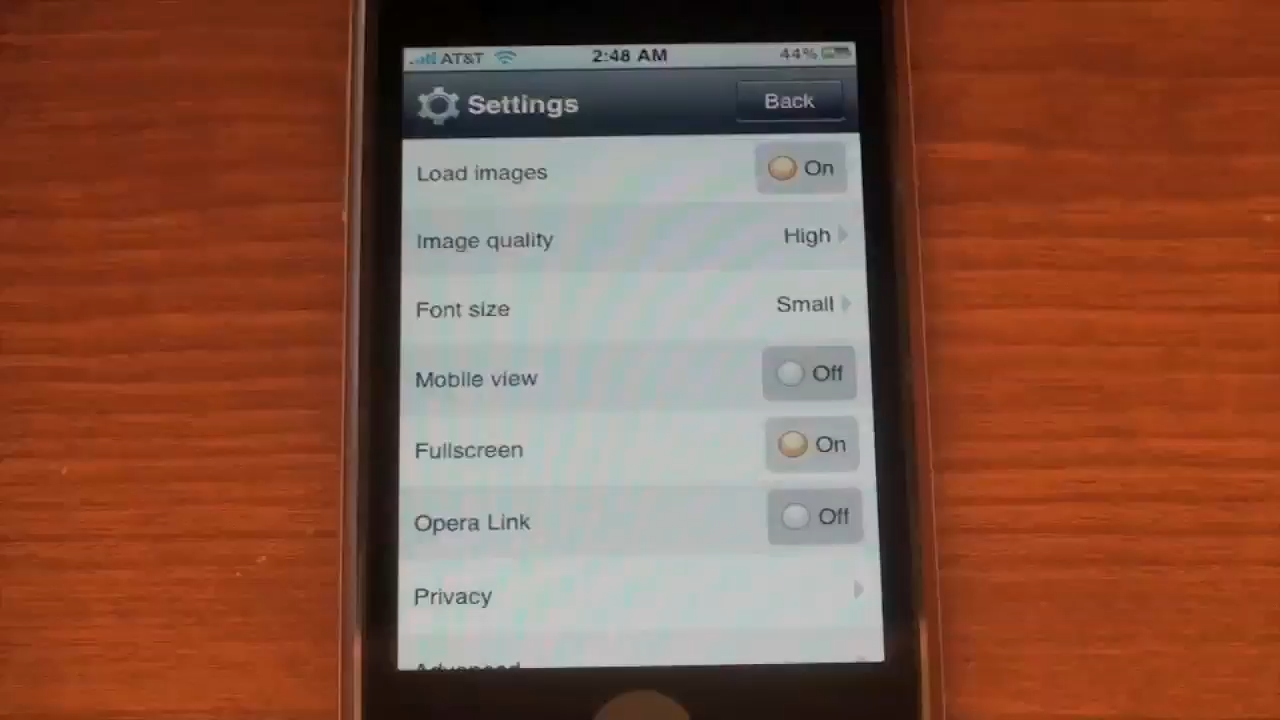 AT&T 2:48 AM 44%
Settings Back
Load images On
Image quality High
Font size Small
Mobile view Off
Fullscreen On
Opera Link Off
Privacy
Advanced